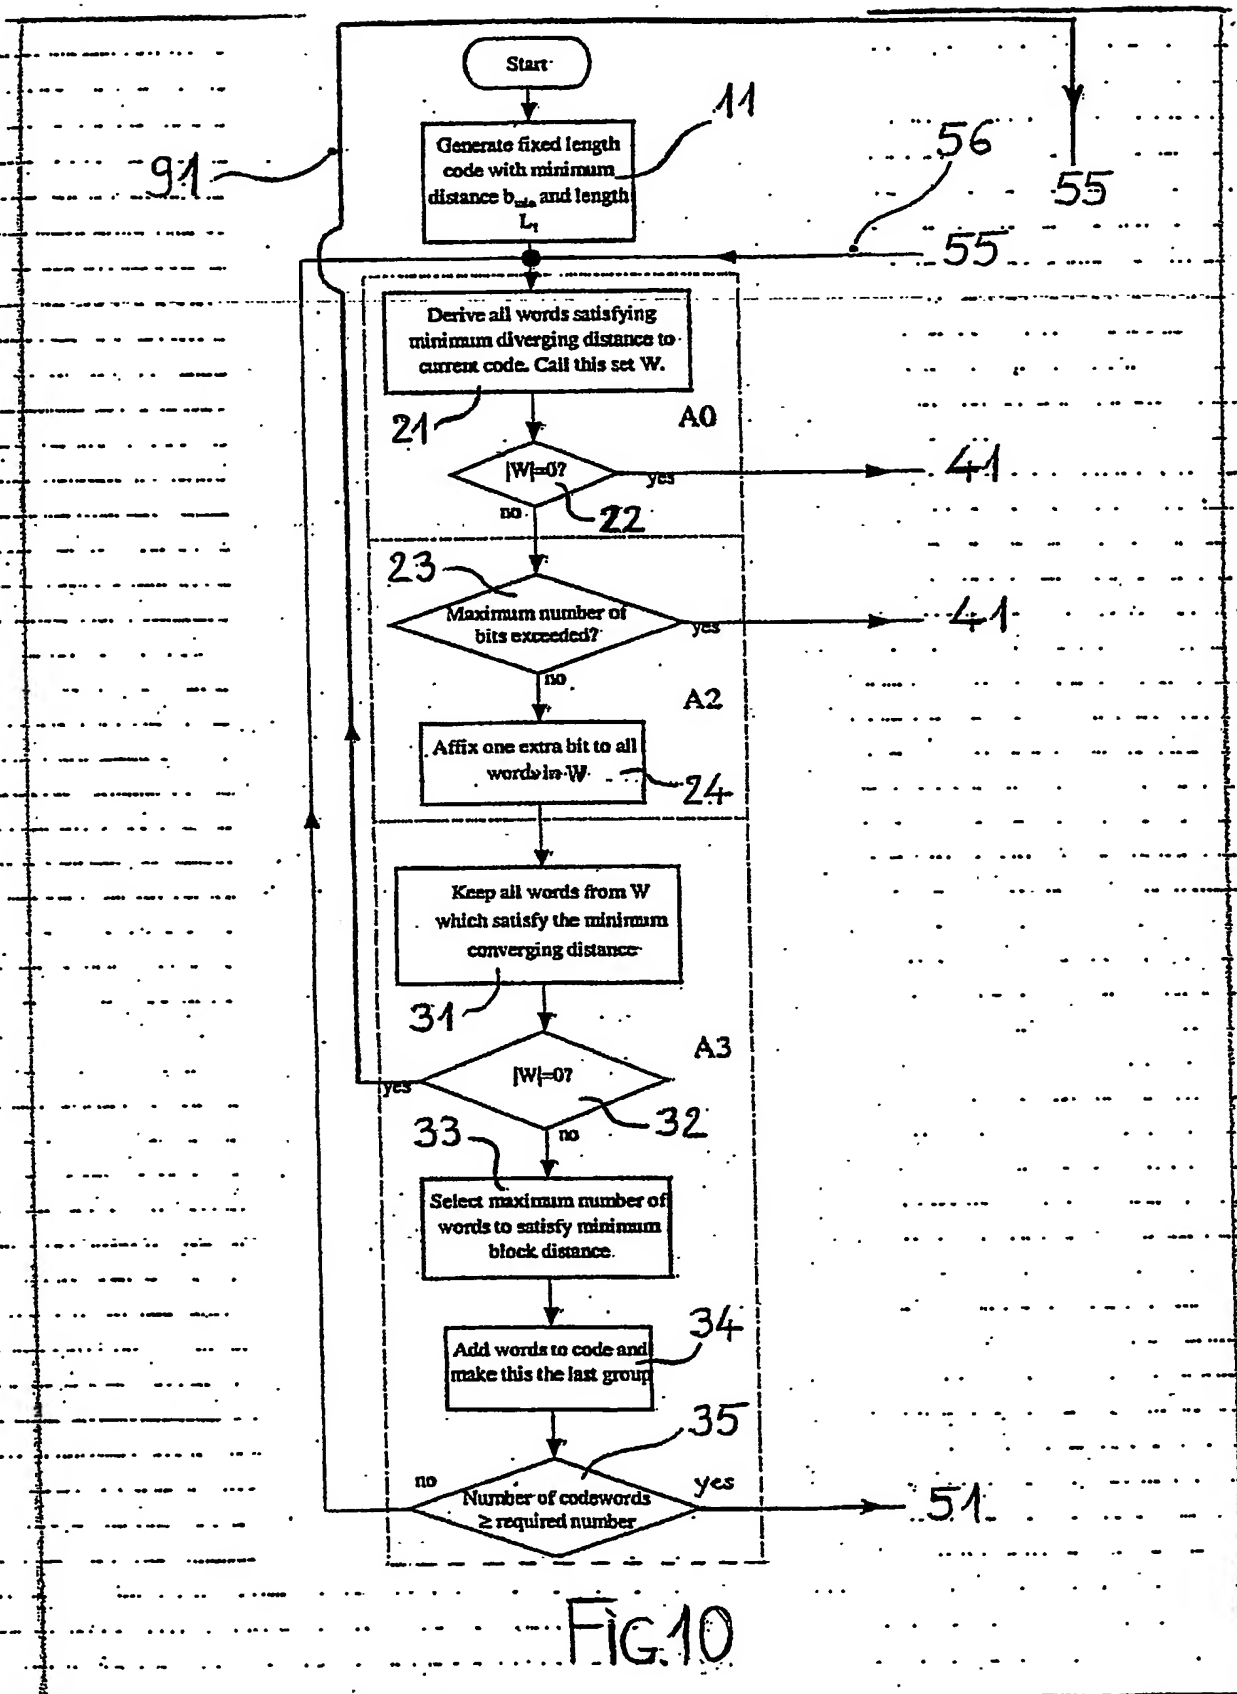 Start
11
Generate fixed length
code with minimum
distance b_min and length
L₁
91
56
55
55
Derive all words satisfying
minimum diverging distance to
current code. Call this set W.
21
A0
|W|=0?
yes
41
no
22
23
Maximum number of
bits exceeded?
yes
41
no
A2
Affix one extra bit to all
words in W
24
Keep all words from W
which satisfy the minimum
converging distance
31
A3
|W|=0?
yes
32
no
33
Select maximum number of
words to satisfy minimum
block distance.
34
Add words to code and
make this the last group
35
no
yes
Number of codewords
≥ required number
51
FIG.10